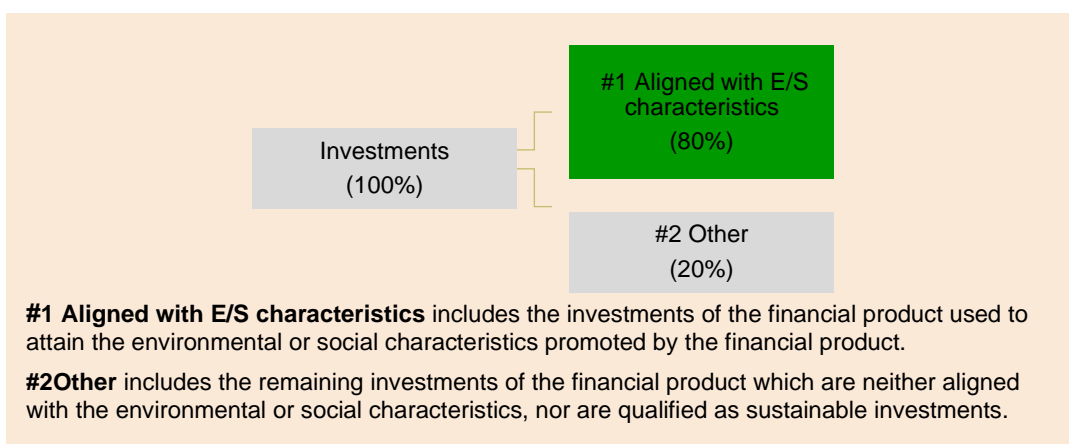 #1 Aligned with E/S
characteristics
(80%)
Investments
(100%)
#2 Other
(20%)
#1 Aligned with E/S characteristics includes the investments of the financial product used to
attain the environmental or social characteristics promoted by the financial product.
#2Other includes the remaining investments of the financial product which are neither aligned
with the environmental or social characteristics, nor are qualified as sustainable investments.